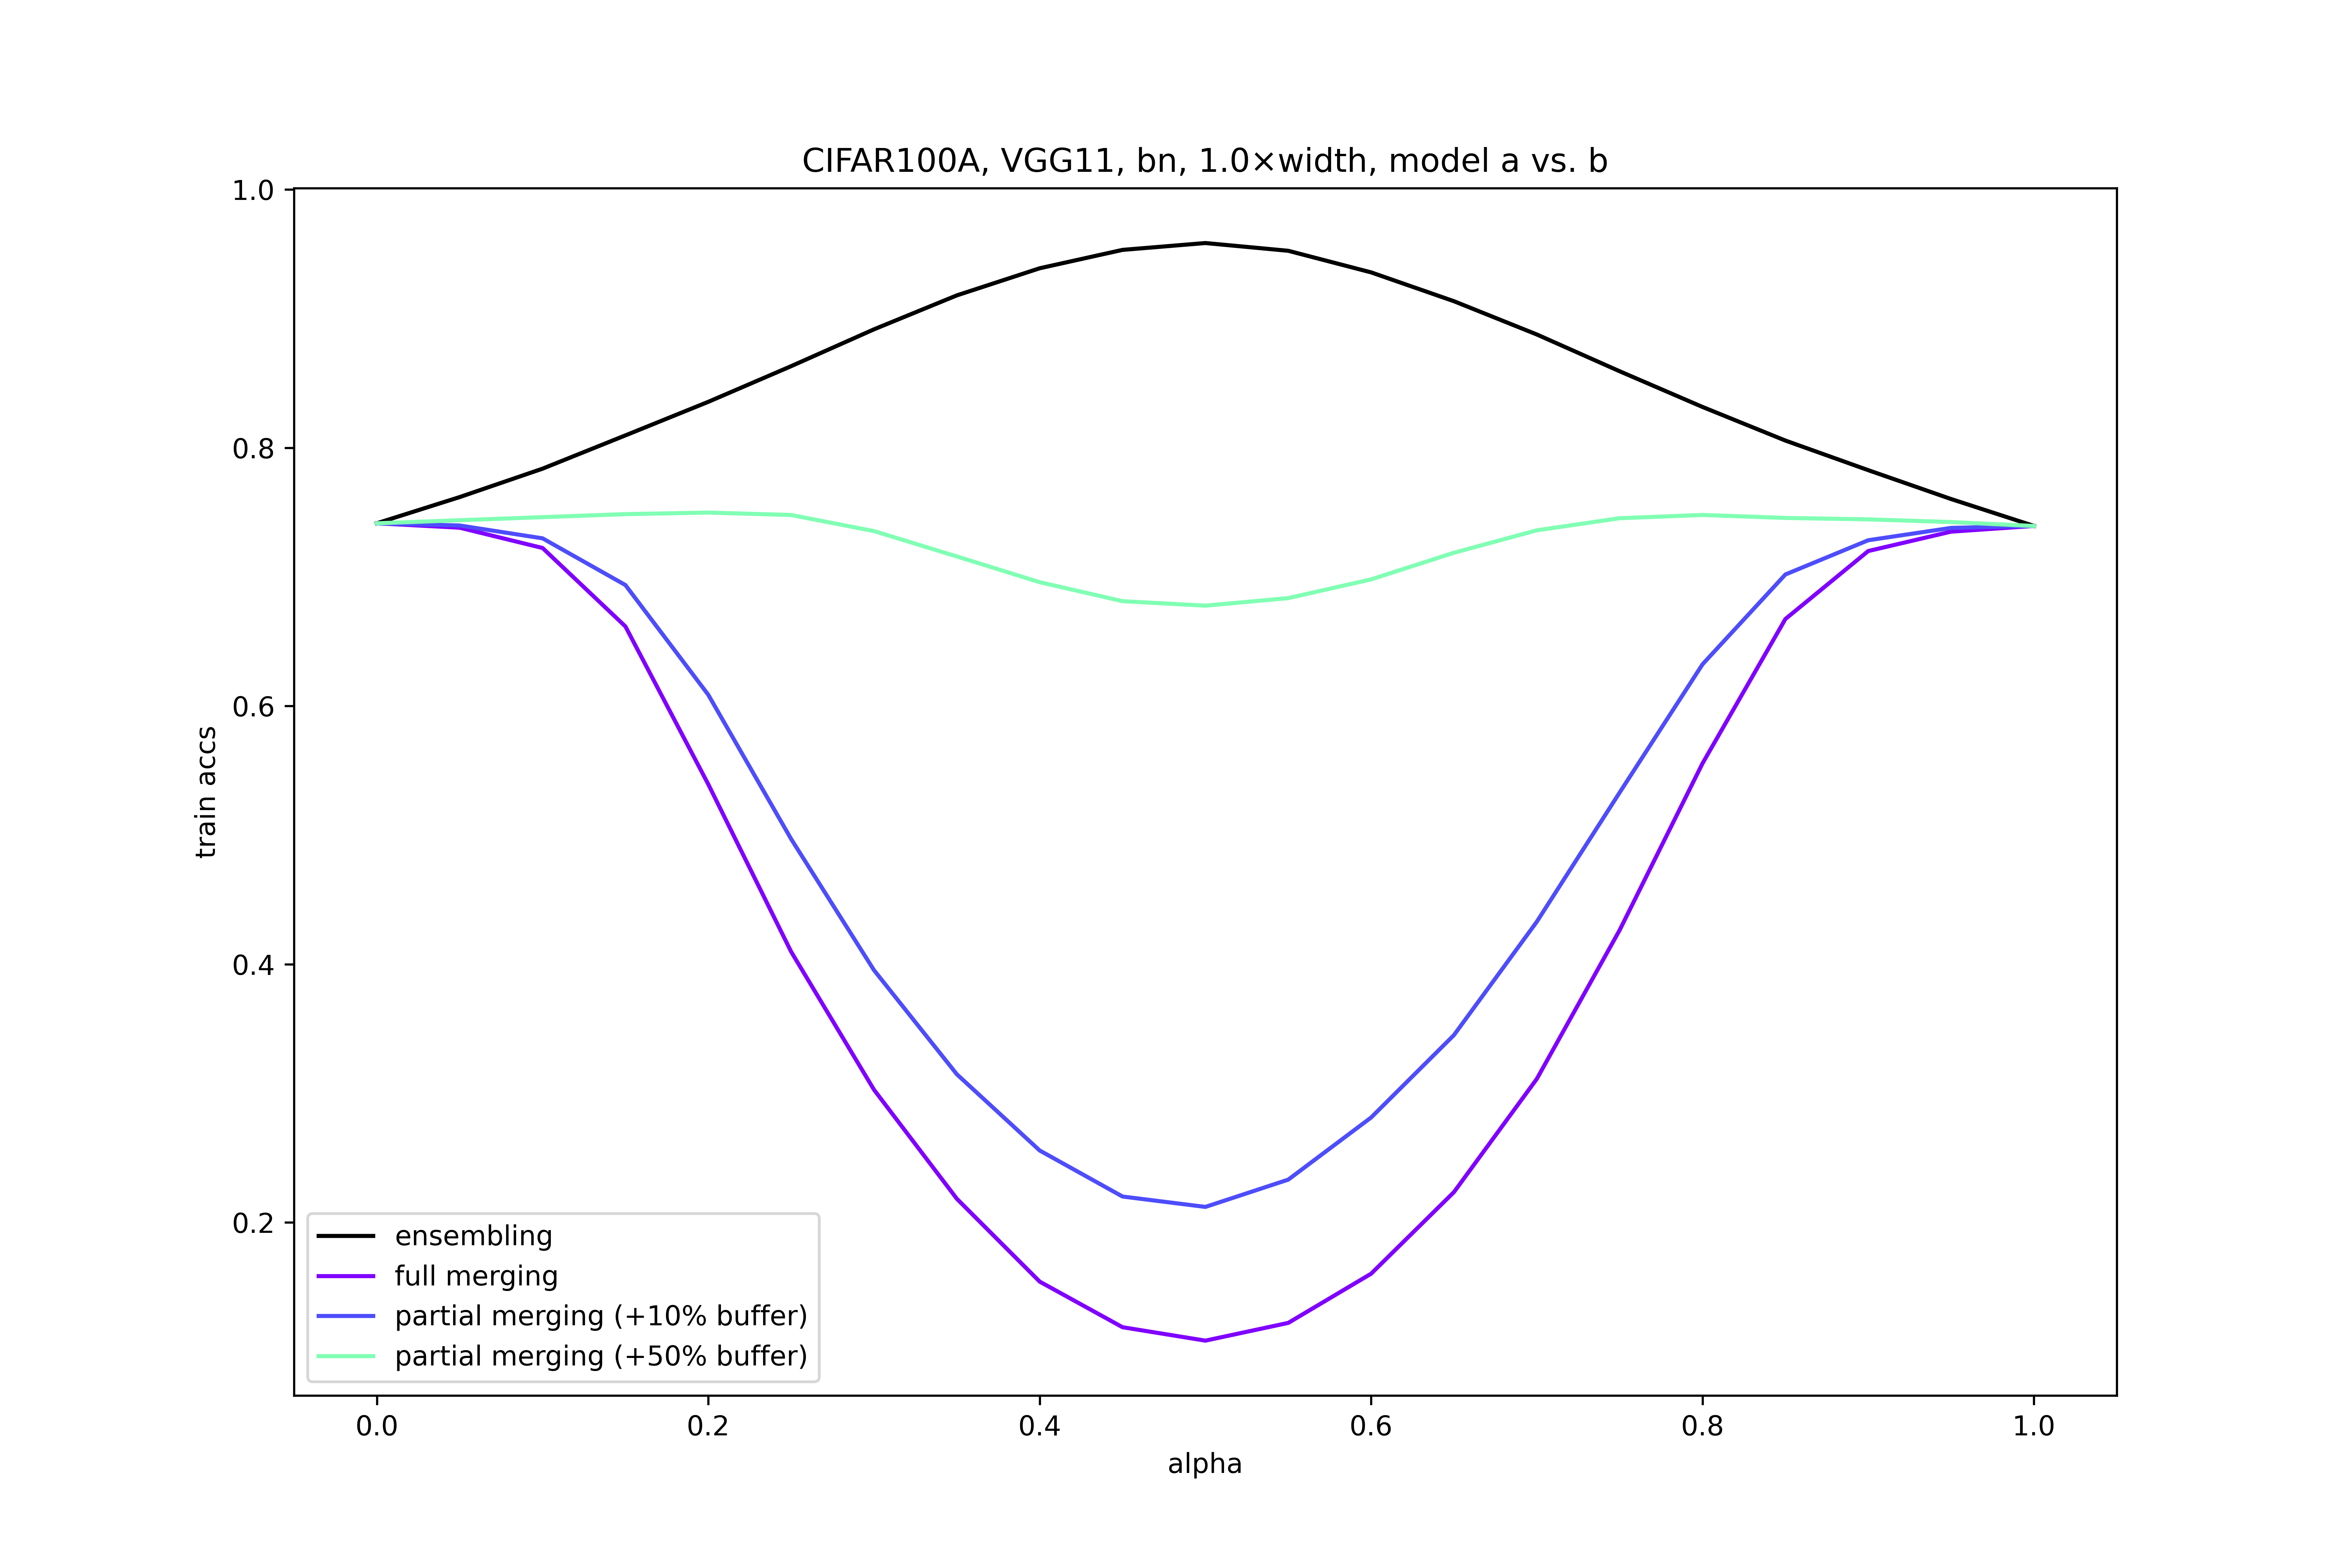 CIFAR100A, VGG11, bn, 1.0×width, model a vs. b
1.0
0.8
0.6
0.4
0.2
train accs
ensembling
full merging
partial merging (+10% buffer)
partial merging (+50% buffer)
0.0
0.2
0.4
0.6
0.8
1.0
alpha